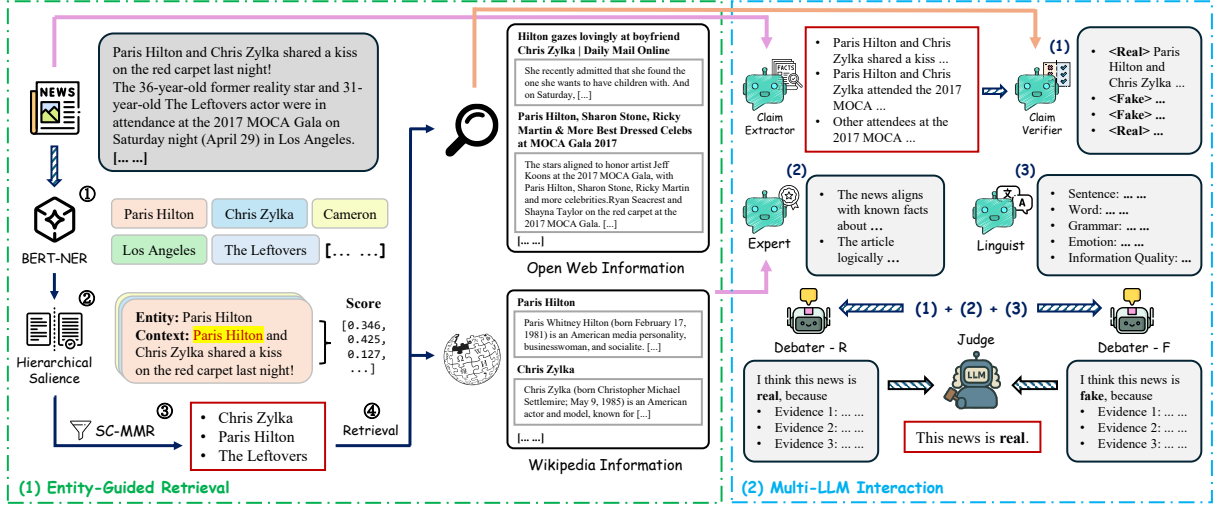 NEWS
Paris Hilton and Chris Zylka shared a kiss
on the red carpet last night!
The 36-year-old former reality star and 31-
year-old The Leftovers actor were in
attendance at the 2017 MOCA Gala on
Saturday night (April 29) in Los Angeles.
[... ...]
①
BERT-NER
Paris Hilton
Chris Zylka
Cameron
Los Angeles
The Leftovers
[... ...]
②
Hierarchical
Salience
Entity: Paris Hilton
Context: Paris Hilton and
Chris Zylka shared a kiss
on the red carpet last night!
Score
[0.346,
0.425,
0.127,
...]
③
SC-MMR
• Chris Zylka
• Paris Hilton
• The Leftovers
④
Retrieval
Hilton gazes lovingly at boyfriend
Chris Zylka | Daily Mail Online
She recently admitted that she found the
one she wants to have children with. And
on Saturday, [...]
Paris Hilton, Sharon Stone, Ricky
Martin & More Best Dressed Celebs
at MOCA Gala 2017
The stars aligned to honor artist Jeff
Koons at the 2017 MOCA Gala, with
Paris Hilton, Sharon Stone, Ricky Martin
and more celebrities.Ryan Seacrest and
Shayna Taylor on the red carpet at the
2017 MOCA Gala. [...]
[... ...]
Open Web Information
Paris Hilton
Paris Whitney Hilton (born February 17,
1981) is an American media personality,
businesswoman, and socialite. [...]
Chris Zylka
Chris Zylka (born Christopher Michael
Settlemire; May 9, 1985) is an American
actor and model, known for [...]
[... ...]
Wikipedia Information
(1) Entity-Guided Retrieval
FACTS
Claim
Extractor
• Paris Hilton and Chris
Zylka shared a kiss ...
• Paris Hilton and Chris
Zylka attended the 2017
MOCA ...
• Other attendees at the
2017 MOCA ...
(1)
Claim
Verifier
• <Real> Paris
Hilton and
Chris Zylka ...
• <Fake> ...
• <Fake> ...
• <Real> ...
(2)
Expert
• The news aligns
with known facts
about ...
• The article
logically ...
(3)
A
Linguist
• Sentence: ... ...
• Word: ... ...
• Grammar: ... ...
• Emotion: ... ...
• Information Quality: ...
Debater - R
(1) + (2) + (3)
Debater - F
Judge
LLM
I think this news is
real, because
• Evidence 1: ... ...
• Evidence 2: ... ...
• Evidence 3: ... ...
This news is real.
I think this news is
fake, because
• Evidence 1: ... ...
• Evidence 2: ... ...
• Evidence 3: ... ...
(2) Multi-LLM Interaction